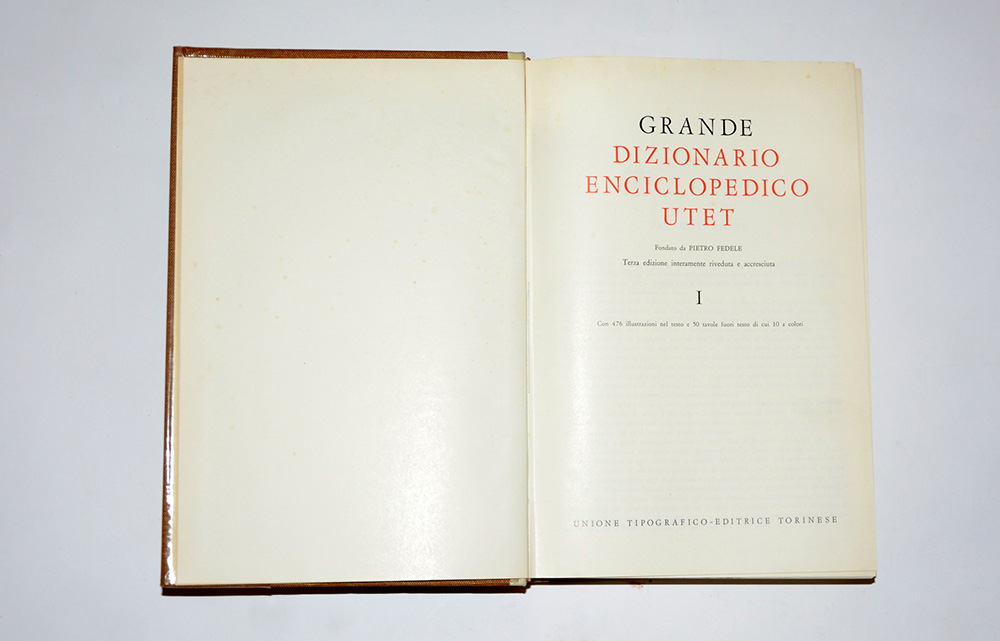 GRANDE
DIZIONARIO
ENCICLOPEDICO
UTET
Fondato da PIETRO FEDELE
Terza edizione interamente riveduta e accresciuta
I
Con 476 illustrazioni nel testo e 50 tavole fuori testo di cui 10 a colori
UNIONE TIPOGRAFICO-EDITRICE TORINESE